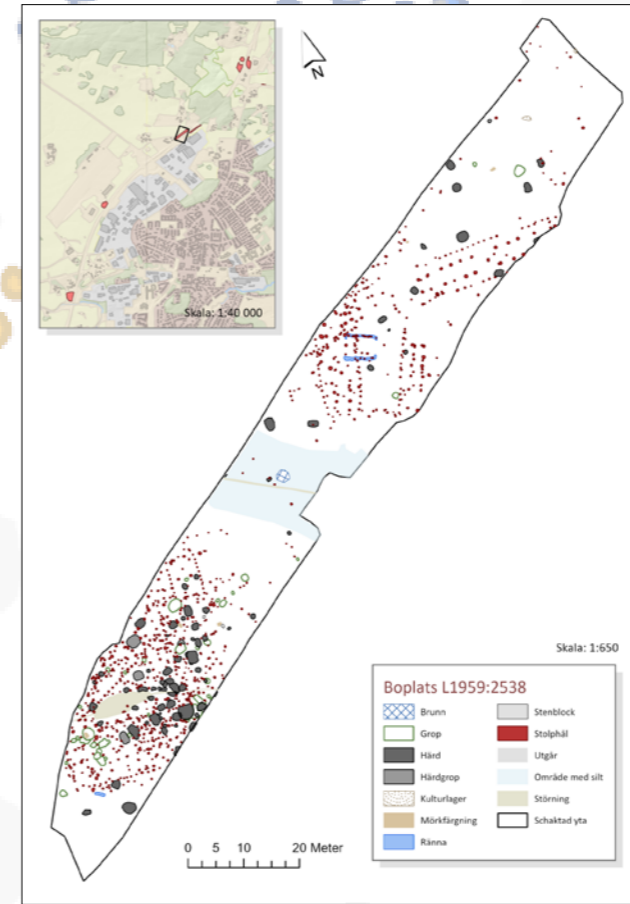 N
Skala: 1:40 000
Skala: 1:650
Boplats L1959:2538
Brunn
Grop
Härd
Härdgrop
Kulturlager
Mörkfärgning
Ränna
Stenblock
Stolphål
Utgår
Område med silt
Störning
Schaktad yta
0 5 10 20 Meter